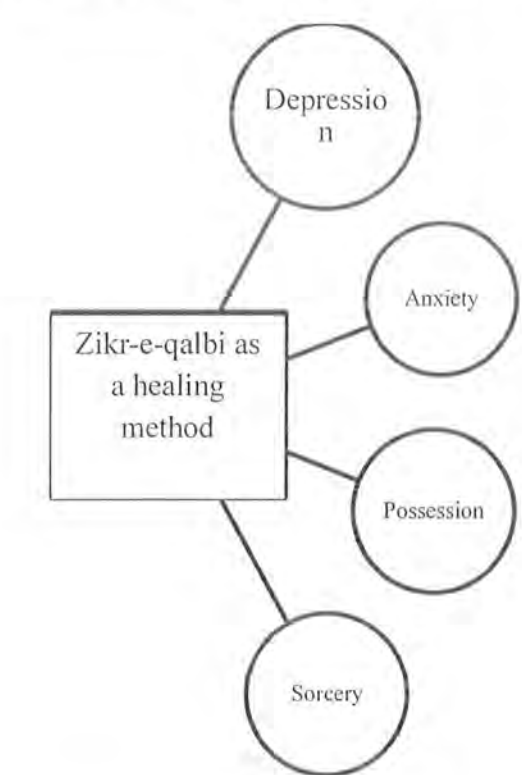 Depressio
n
Anxiety
Zikr-e-qalbi as
a healing
method
Possession
Sorcery